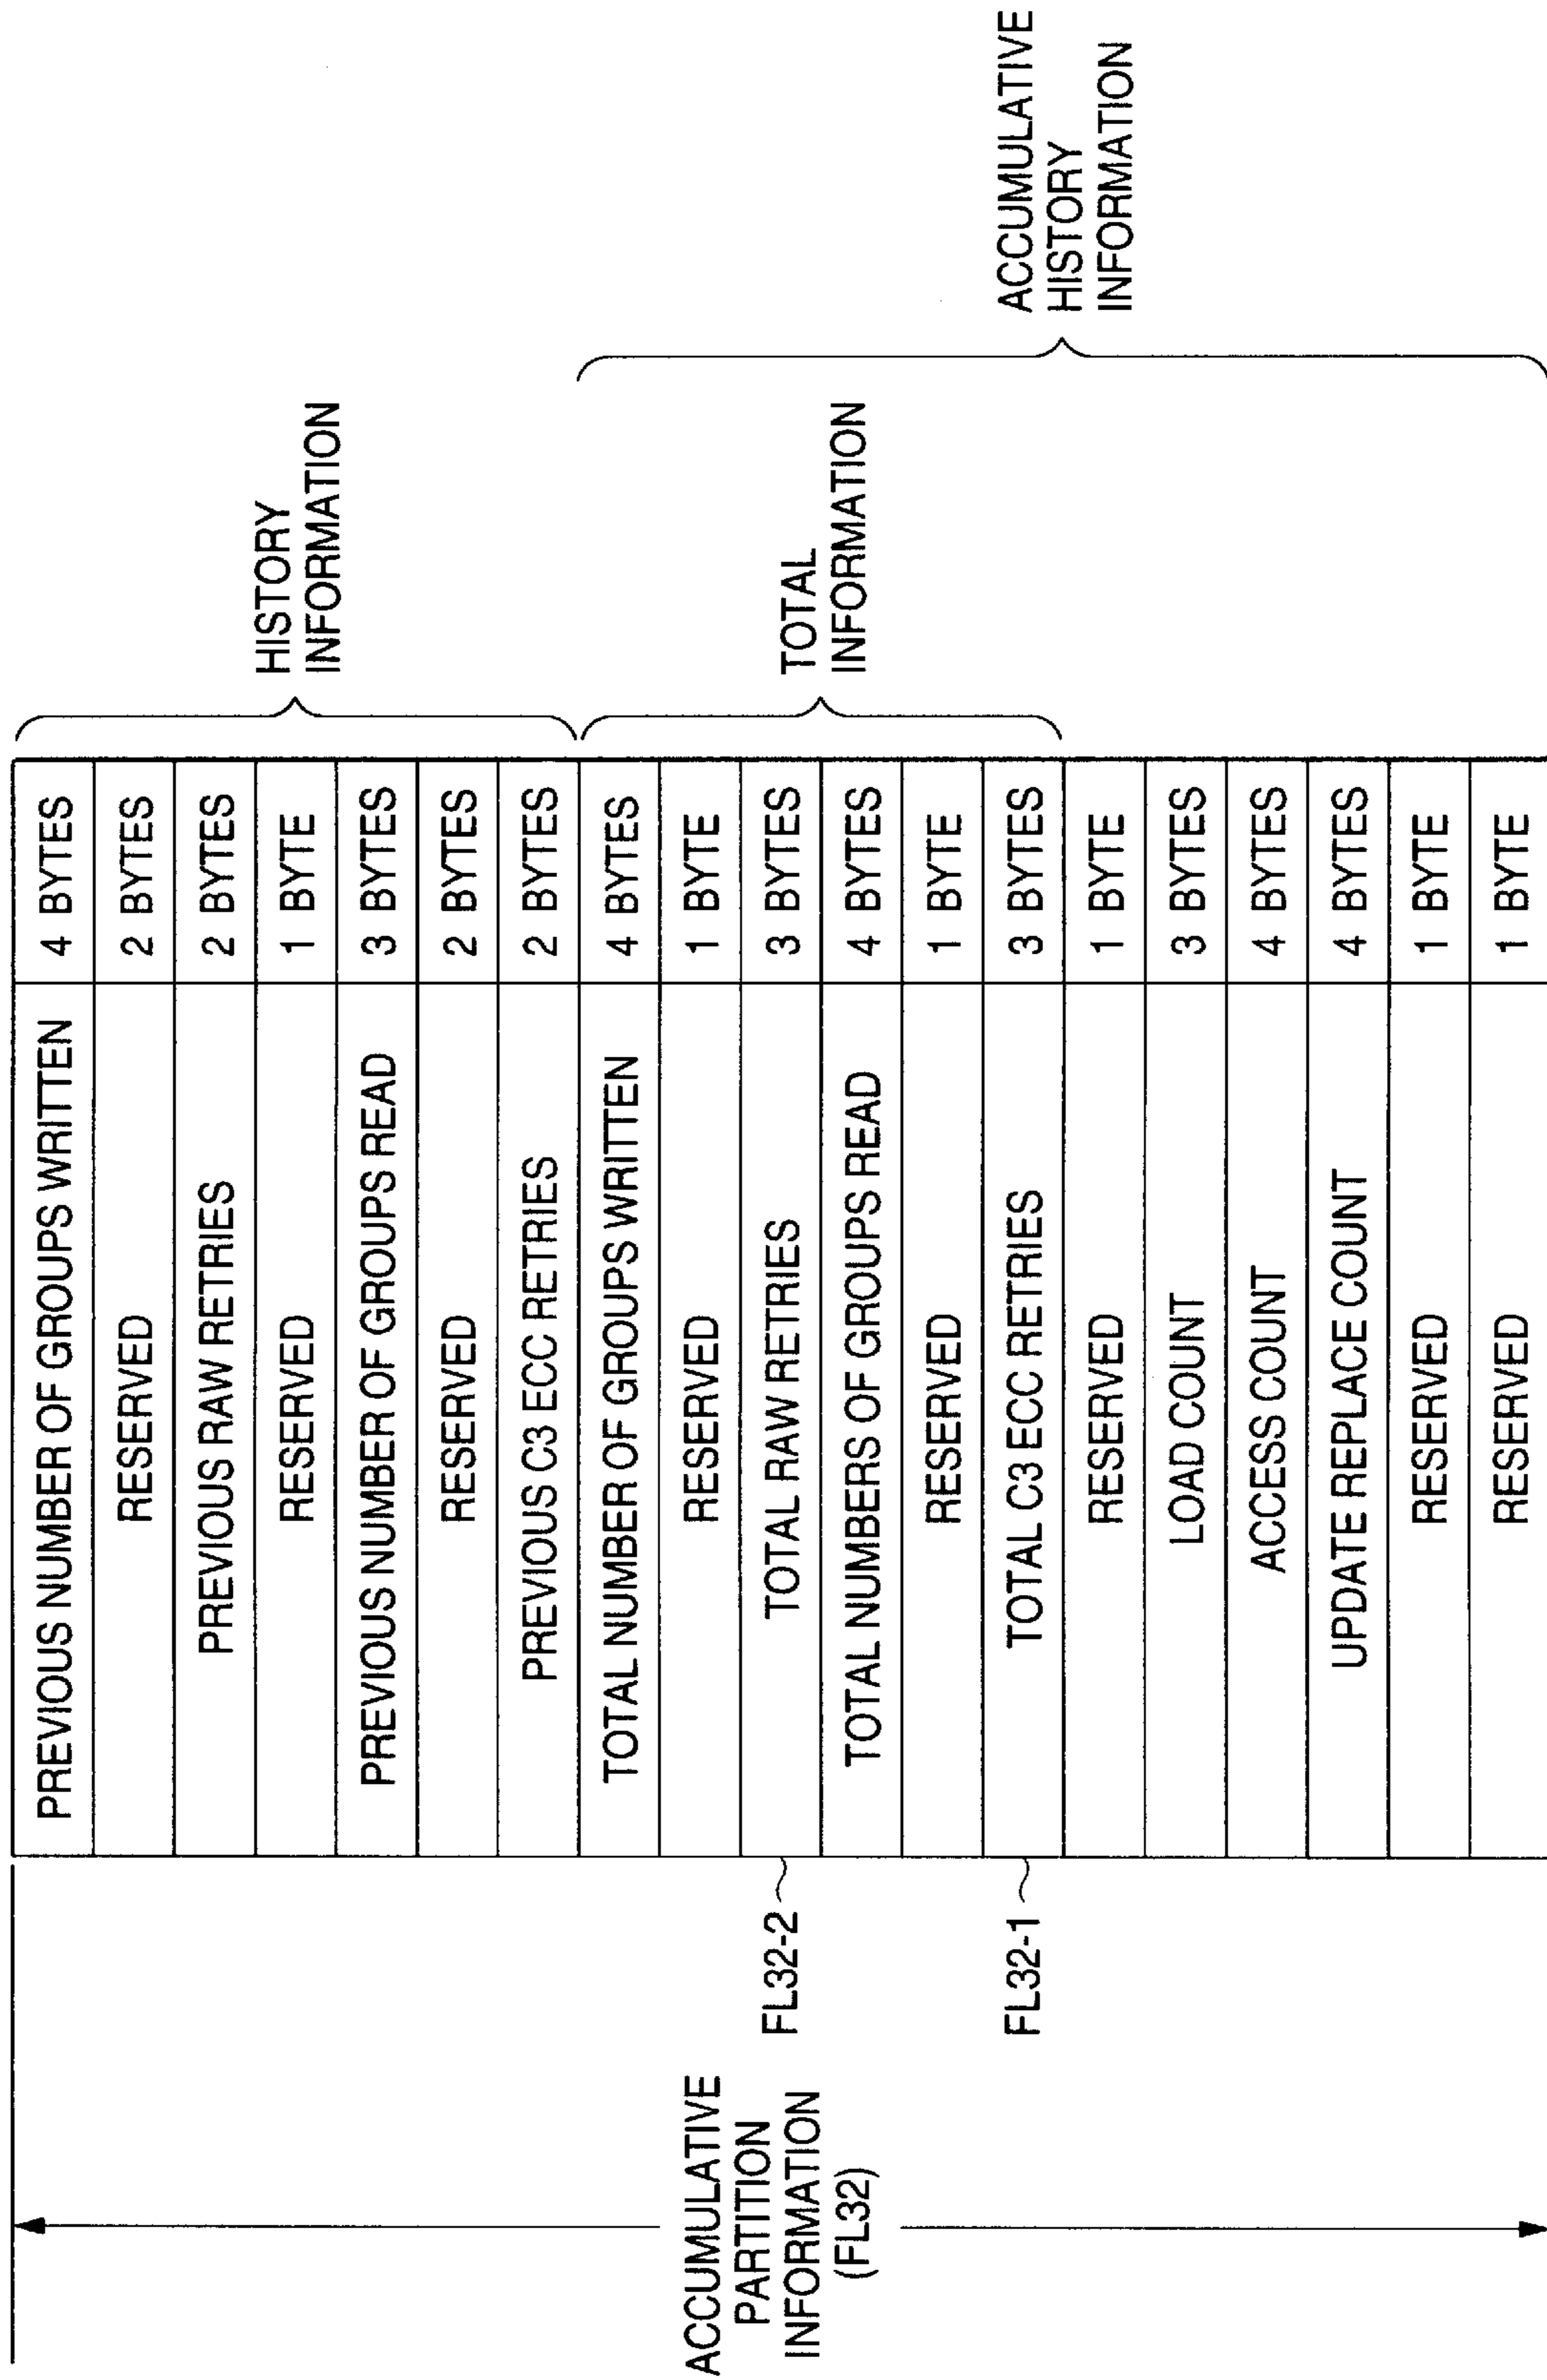 ACCUMULATIVE
PARTITION
INFORMATION
(FL32)
FL32-2
FL32-1
PREVIOUS NUMBER OF GROUPS WRITTEN 4 BYTES
RESERVED 2 BYTES
PREVIOUS RAW RETRIES 2 BYTES
RESERVED 1 BYTE
PREVIOUS NUMBER OF GROUPS READ 3 BYTES
RESERVED 2 BYTES
PREVIOUS C3 ECC RETRIES 2 BYTES
TOTAL NUMBER OF GROUPS WRITTEN 4 BYTES
RESERVED 1 BYTE
TOTAL RAW RETRIES 3 BYTES
TOTAL NUMBERS OF GROUPS READ 4 BYTES
RESERVED 1 BYTE
TOTAL C3 ECC RETRIES 3 BYTES
RESERVED 1 BYTE
LOAD COUNT 3 BYTES
ACCESS COUNT 4 BYTES
UPDATE REPLACE COUNT 4 BYTES
RESERVED 1 BYTE
RESERVED 1 BYTE
HISTORY
INFORMATION
TOTAL
INFORMATION
ACCUMULATIVE
HISTORY
INFORMATION